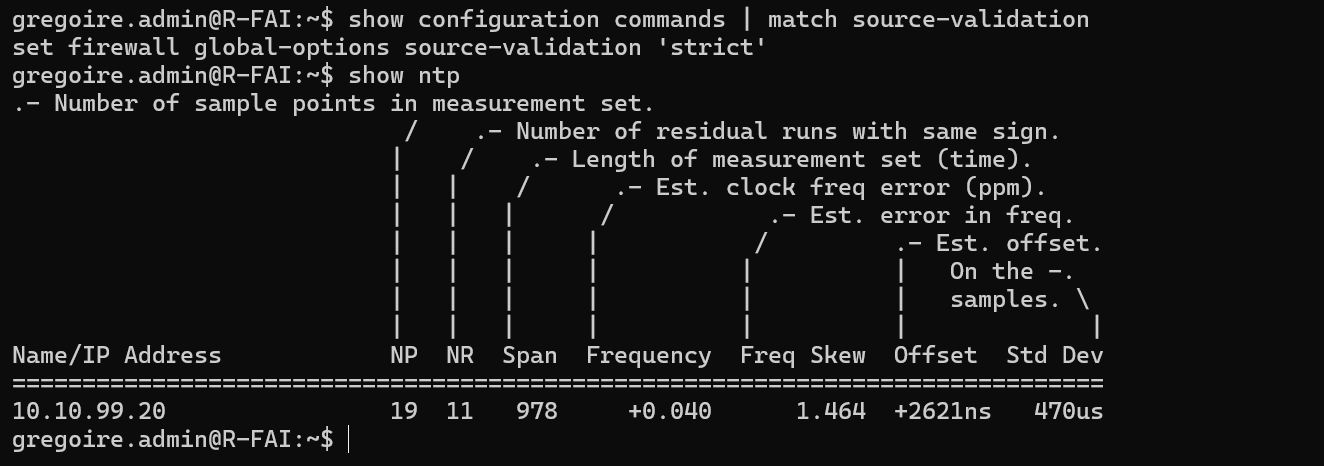 gregoire.admin@R-FAI:~$ show configuration commands | match source-validation
set firewall global-options source-validation 'strict'
gregoire.admin@R-FAI:~$ show ntp
.- Number of sample points in measurement set.
                            /    .- Number of residual runs with same sign.
                           |    /     .- Length of measurement set (time).
                           |   |    /      .- Est. clock freq error (ppm).
                           |   |   |      /           .- Est. error in freq.
                           |   |   |     |           /         .- Est. offset.
                           |   |   |     |          |          |   On the -.
                           |   |   |     |          |          |   samples. \
                           |   |   |     |          |          |             |
Name/IP Address            NP  NR  Span  Frequency  Freq Skew  Offset  Std Dev
==============================================================================
10.10.99.20                19  11   978     +0.040      1.464  +2621ns   470us
gregoire.admin@R-FAI:~$